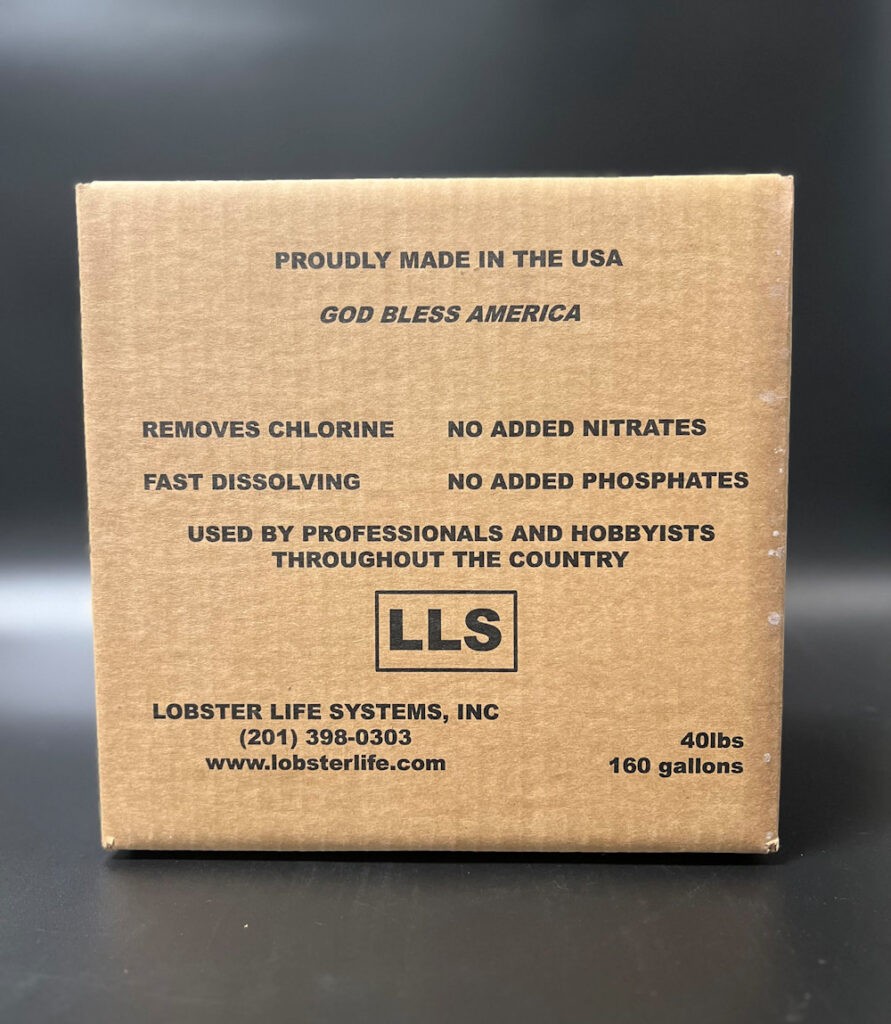 PROUDLY MADE IN THE USA
GOD BLESS AMERICA
REMOVES CHLORINE NO ADDED NITRATES
FAST DISSOLVING NO ADDED PHOSPHATES
USED BY PROFESSIONALS AND HOBBYISTS
THROUGHOUT THE COUNTRY
LLS
LOBSTER LIFE SYSTEMS, INC
(201) 398-0303
www.lobsterlife.com
40lbs
160 gallons